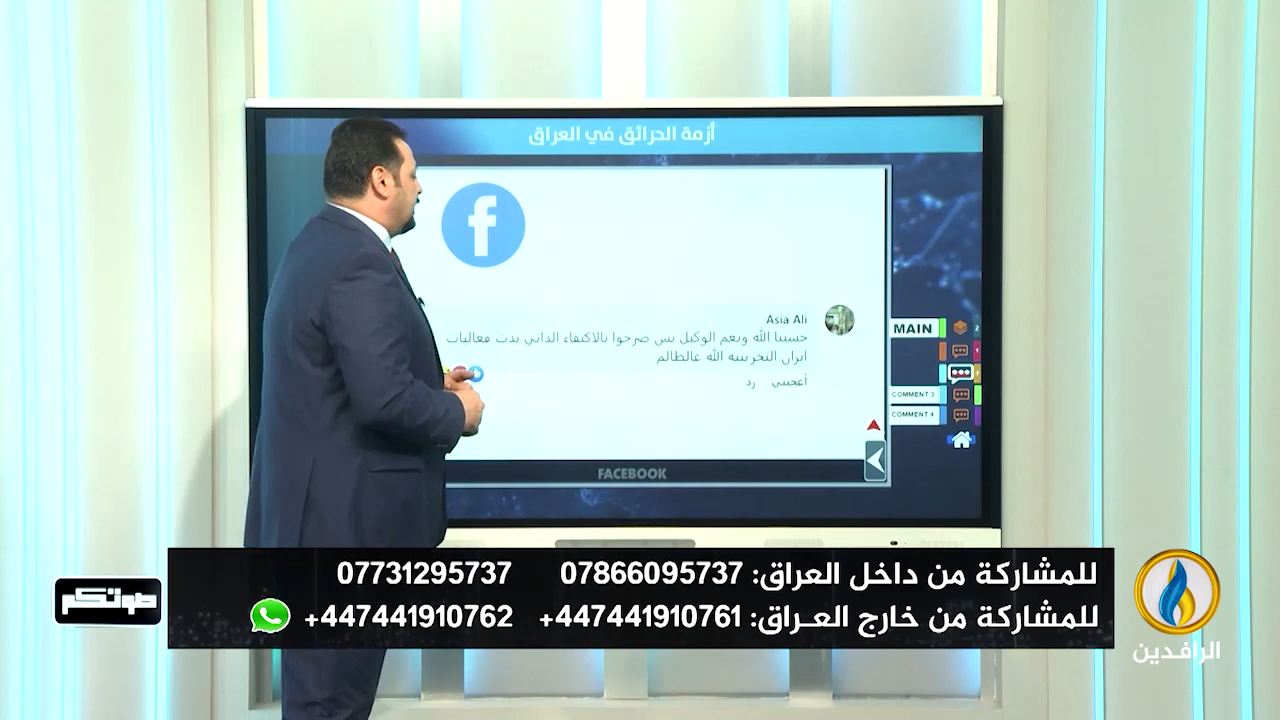 أزمة الحرائق في العراق
Asia Ali
حسبنا الله ونعم الوكيل بس صرحوا بالاكتفاء الذاتي بدت فعاليات
ايران التخريبيه الله عالظالم
أعجبني رد
MAIN
COMMENT 3
COMMENT 4
FACEBOOK
للمشاركة من داخل العراق: 07866095737 07731295737
للمشاركة من خارج العـراق: 447441910761+ 447441910762+
صوتكم
الرافدين